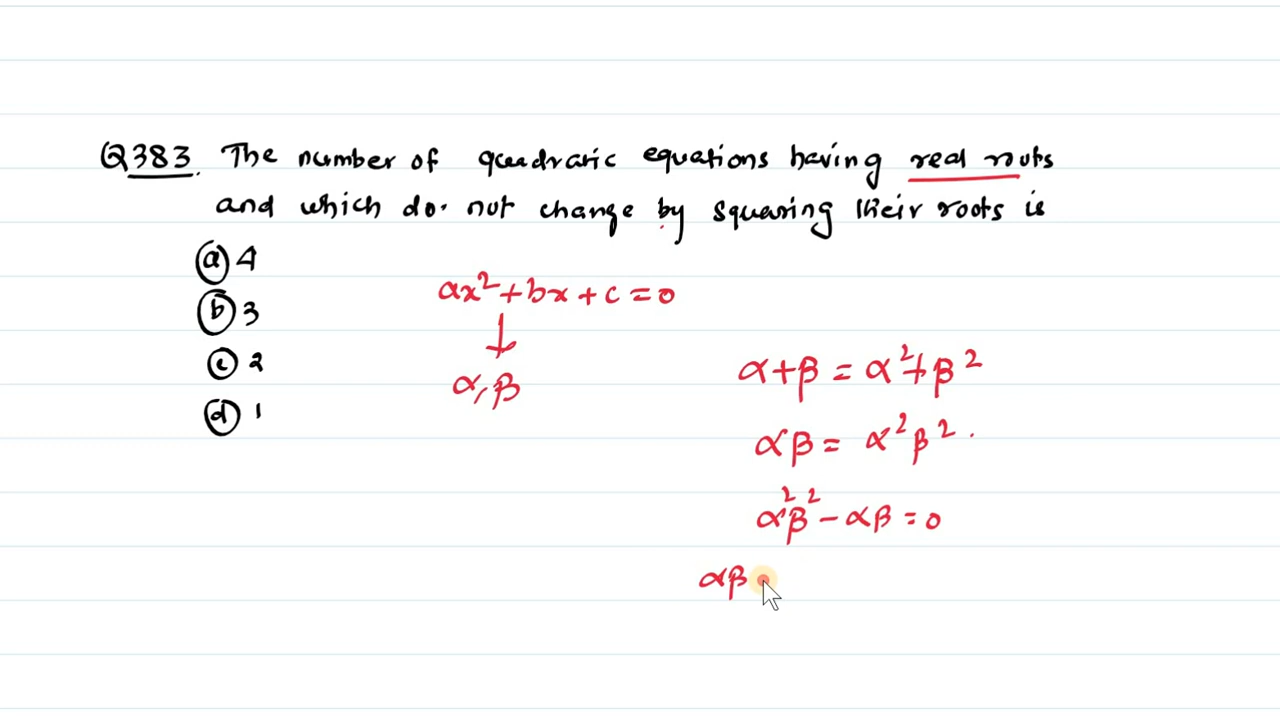 Q383. The number of quadratic equations having real roots
and which do not change by squaring their roots is
(a) 4
(b) 3
(c) 2
(d) 1
ax²+bx+c=0
↓
α,β
α+β = α²+β²
αβ = α²β².
α²β²-αβ=0
αβ